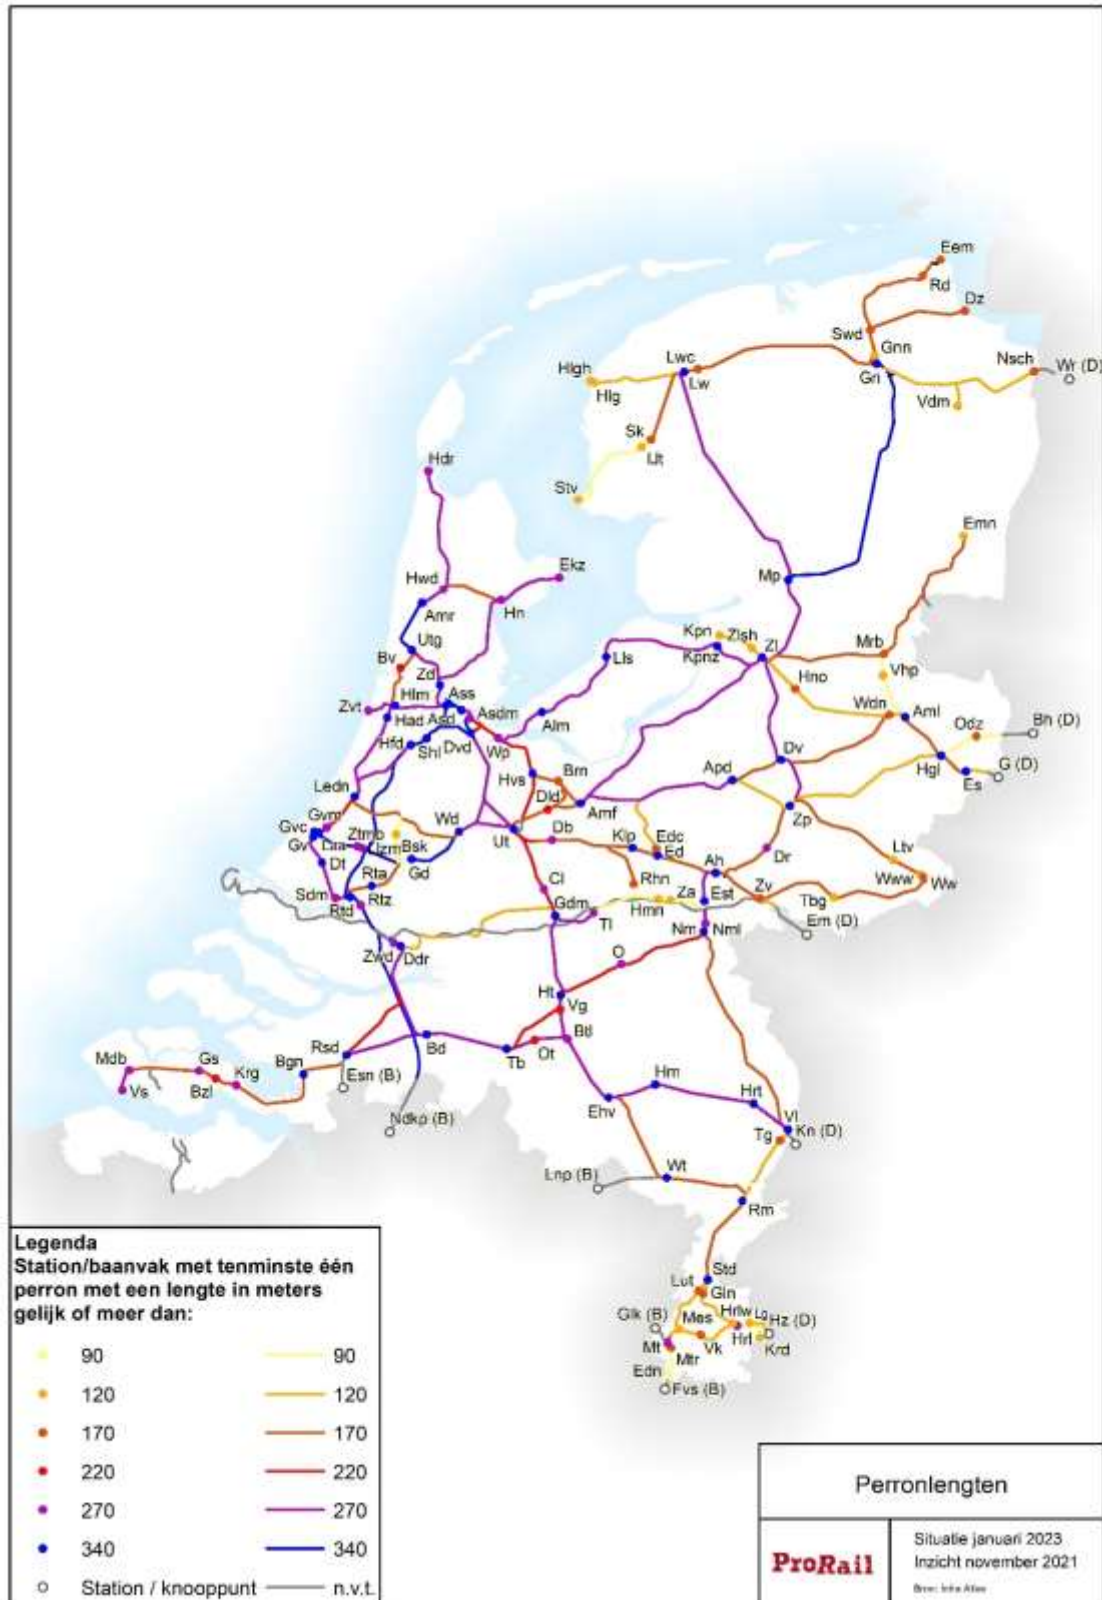 Eem
Rd
Dz
Swd
Gnn
Lwc
Nsch
Hlgh
Gn
Wr (D)
Lw
Hlg
Vdm
Sk
IJt
Hdr
Stv
Emn
Ekz
Mp
Hwd
Hn
Amr
Kpn
Zlsh
Utg
Zl
Mrb
Lls
Kpnz
Bv
Vhp
Zd
Hno
Hlm
Ass
Wdn
Zvt
Asdm
Aml
Had
Asd
Alm
Odz
Bh (D)
Hfd
Shl
Dvd
Wp
Dv
Hgl
G (D)
Apd
Es
Hvs
Brn
Ledn
Dld
Amf
Gvm
Zp
Gvc
Ztmb
Wd
Klp
Edc
Gv
Laa
Llzm
Bsk
Ut
Db
Ed
Ltv
Dt
Gd
Dr
Ah
Rta
Rhn
Www
Cl
Za
Zv
Ww
Sdm
Rtz
Est
Tbg
Rtd
Gdm
Hmn
Tl
Em (D)
Nm
Nml
Zwd
Ddr
O
Ht
Vg
Btl
Rsd
Bd
Mdb
Gs
Bgn
Tb
Ot
Krg
Esn (B)
Hm
Vs
Bzl
Hrt
Ehv
Ndkp (B)
Vl
Tg
Kn (D)
Wt
Lnp (B)
Rm
Std
Lut
Gln
Glk (B)
Mes
Hrlw
Lg
Hz (D)
Mt
Vk
Hrl
Krd
Mtr
Edn
Fvs (B)
Legenda
Station/baanvak met tenminste één
perron met een lengte in meters
gelijk of meer dan:
90 90
120 120
170 170
220 220
270 270
340 340
Station / knooppunt n.v.t.
Perronlengten
ProRail
Situatie januari 2023
Inzicht november 2021
Bron: Infra Atlas